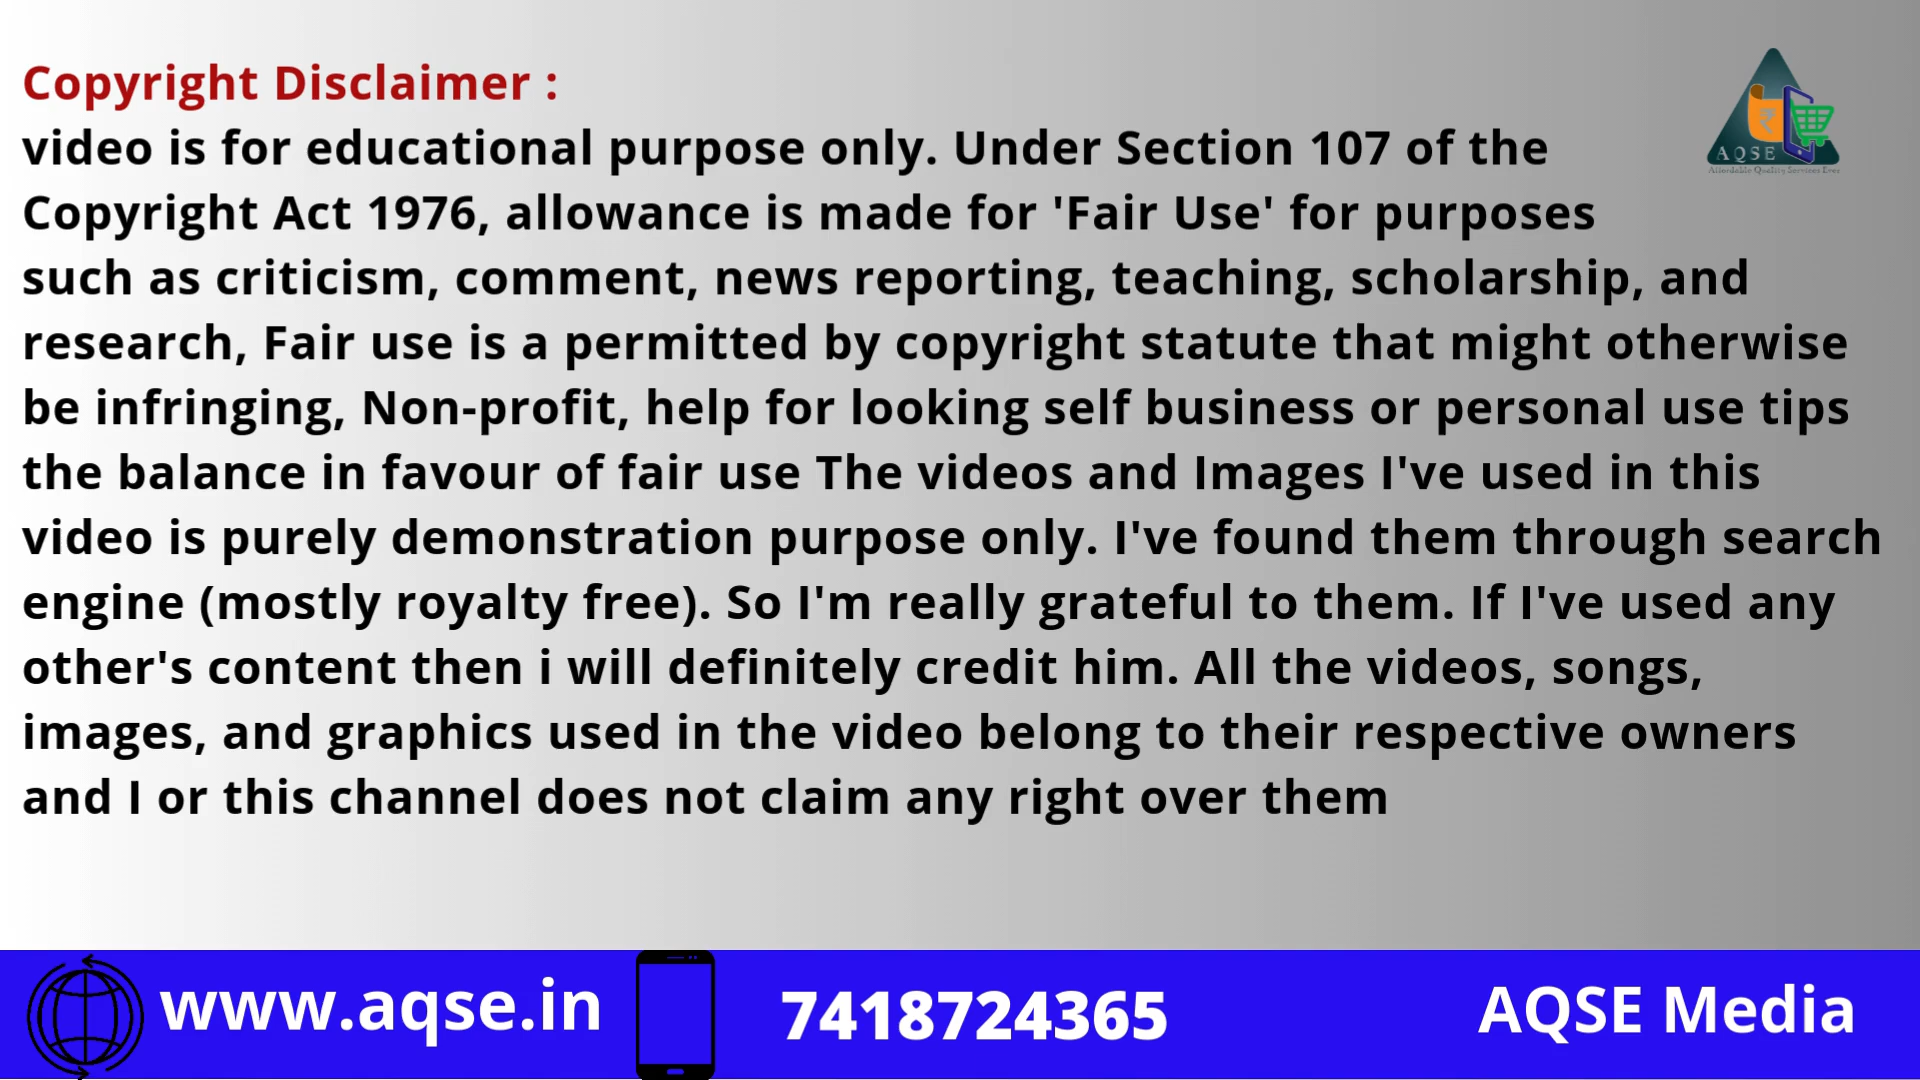 Copyright Disclaimer :
video is for educational purpose only. Under Section 107 of the
Copyright Act 1976, allowance is made for 'Fair Use' for purposes
such as criticism, comment, news reporting, teaching, scholarship, and
research, Fair use is a permitted by copyright statute that might otherwise
be infringing, Non-profit, help for looking self business or personal use tips
the balance in favour of fair use The videos and Images I've used in this
video is purely demonstration purpose only. I've found them through search
engine (mostly royalty free). So I'm really grateful to them. If I've used any
other's content then i will definitely credit him. All the videos, songs,
images, and graphics used in the video belong to their respective owners
and I or this channel does not claim any right over them
₹
AQSE
Affordable Quality Services Ever
www.aqse.in
7418724365
AQSE Media